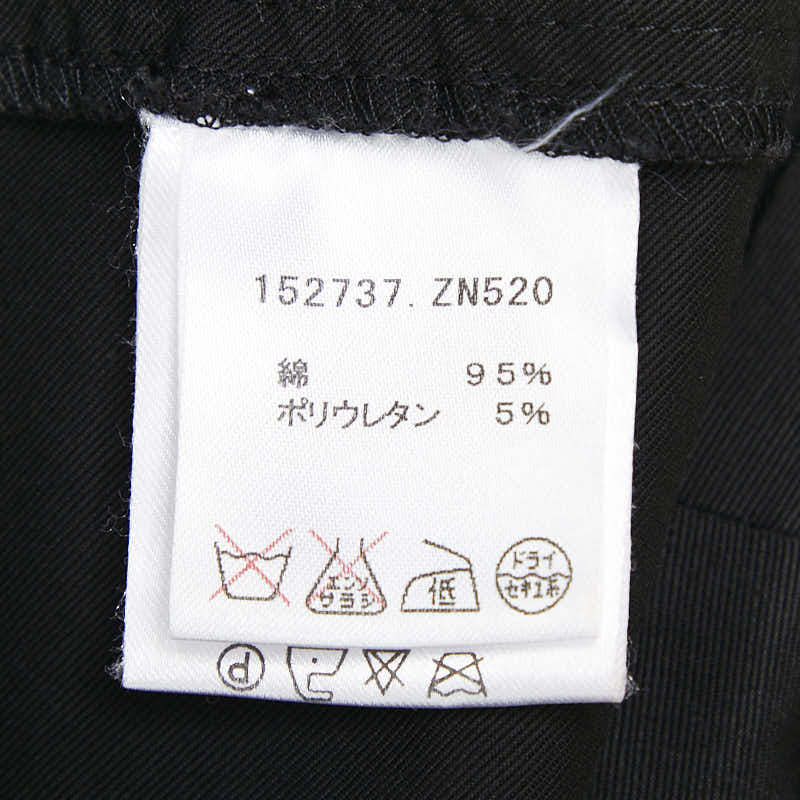 152737. ZN520
綿 95%
ポリウレタン 5%
エンソ
サラシ
低
ドライ
セキユ系
P